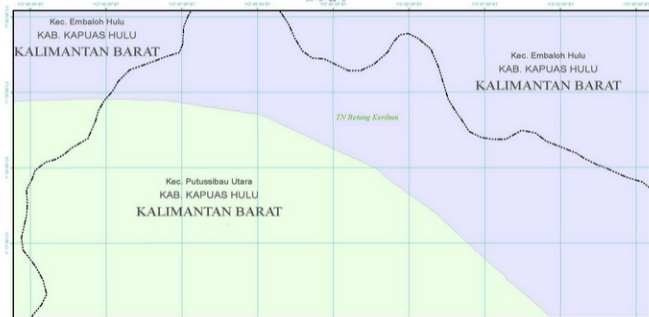 Kec. Embaloh Hulu
KAB. KAPUAS HULU
KALIMANTAN BARAT
Kec. Embaloh Hulu
KAB. KAPUAS HULU
KALIMANTAN BARAT
TN Betung Kerihun
Kec. Putussibau Utara
KAB. KAPUAS HULU
KALIMANTAN BARAT